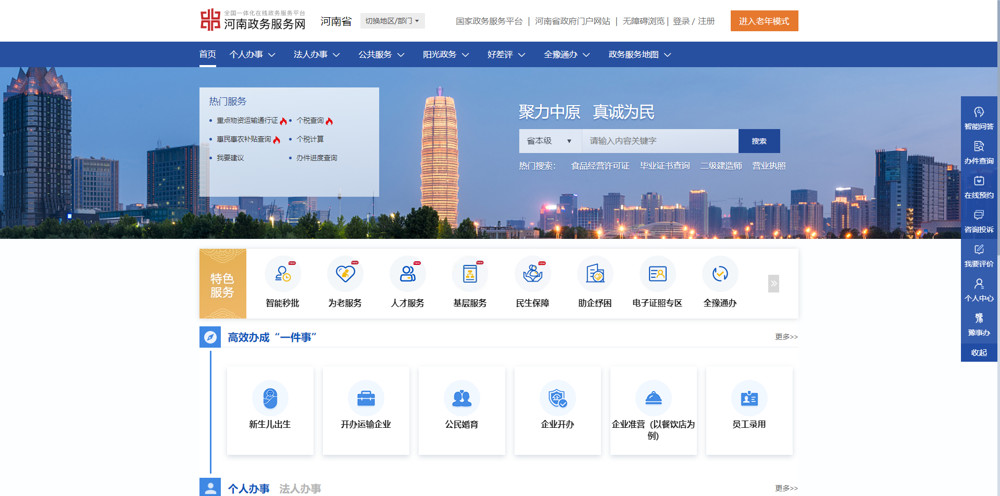 全国一体化在线政务服务平台
河南政务服务网
河南省
切换地区/部门
国家政务服务平台 | 河南省政府门户网站 | 无障碍浏览 | 登录 / 注册
进入老年模式
首页 个人办事 法人办事 公共服务 阳光政务 好差评 全豫通办 政务服务地图
热门服务
重点物资运输通行证 个税查询
惠民惠农补贴查询 个税计算
我要建议 办件进度查询
聚力中原 真诚为民
省本级 请输入内容关键字 搜索
热门搜索： 食品经营许可证 毕业证书查询 二级建造师 营业执照
智能问答
办件查询
在线预约
咨询投诉
我要评价
个人中心
豫事办
收起
特色
服务
new new new new new
智能秒批 为老服务 人才服务 基层服务 民生保障 助企纾困 电子证照专区 全豫通办
高效办成“一件事” 更多>>
新生儿出生 开办运输企业 公民婚育 企业开办 企业准营（以餐饮店为
例） 员工录用
个人办事 法人办事 更多>>